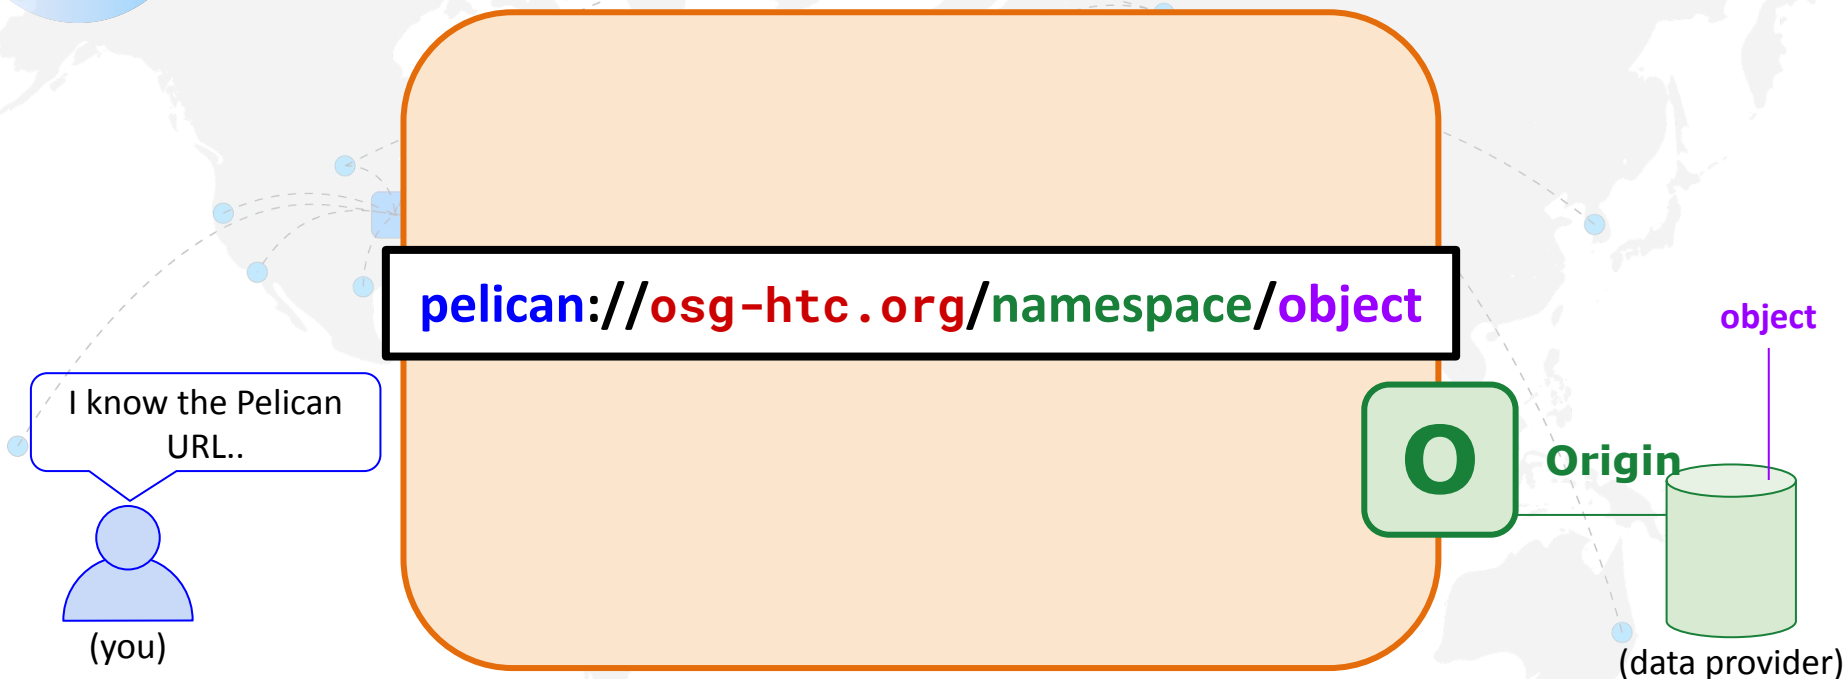 pelican://osg-htc.org/namespace/object
object
I know the Pelican
URL..
O
Origin
(you)
(data provider)